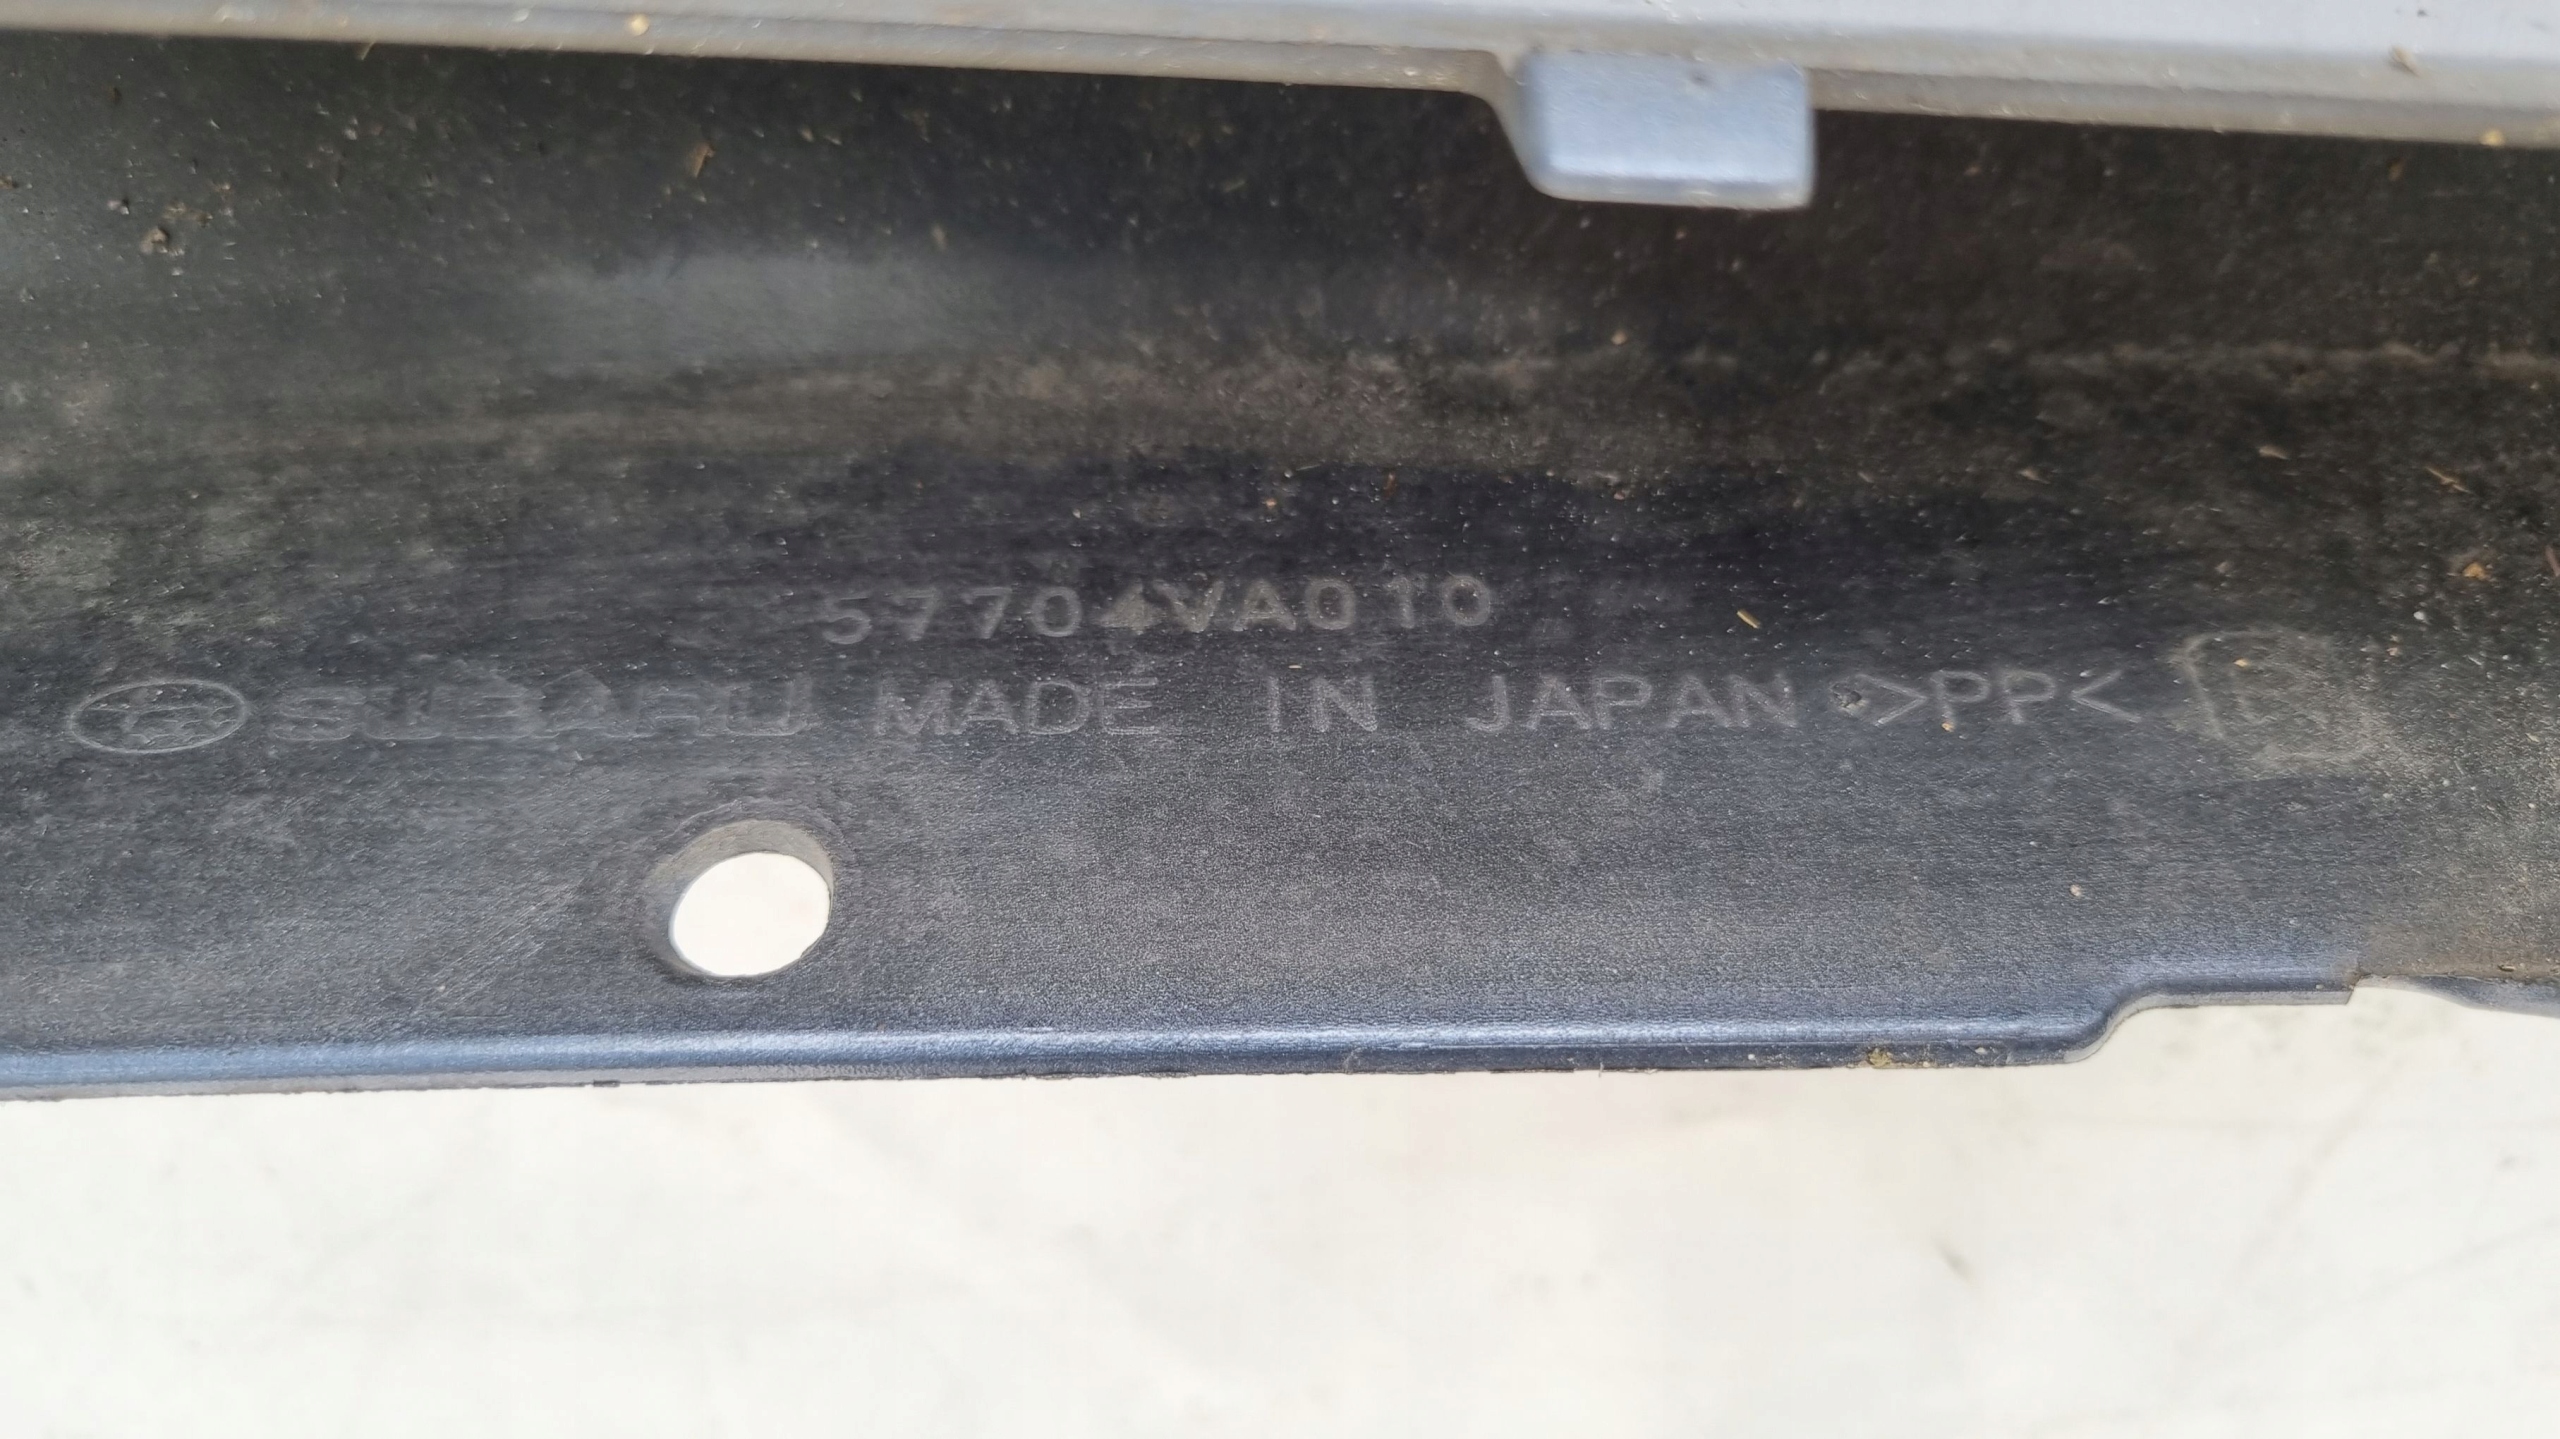 57704VA010
SUBARU MADE IN JAPAN >PP<